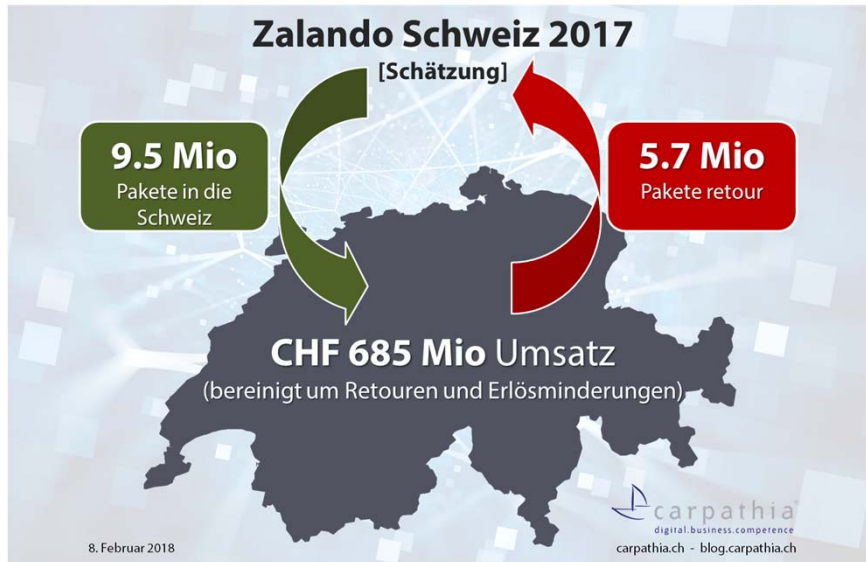 Zalando Schweiz 2017
[Schätzung]
9.5 Mio
Pakete in die
Schweiz
5.7 Mio
Pakete retour
CHF 685 Mio Umsatz
(bereinigt um Retouren und Erlösminderungen)
carpathia
digital.business.competence
8. Februar 2018
carpathia.ch - blog.carpathia.ch